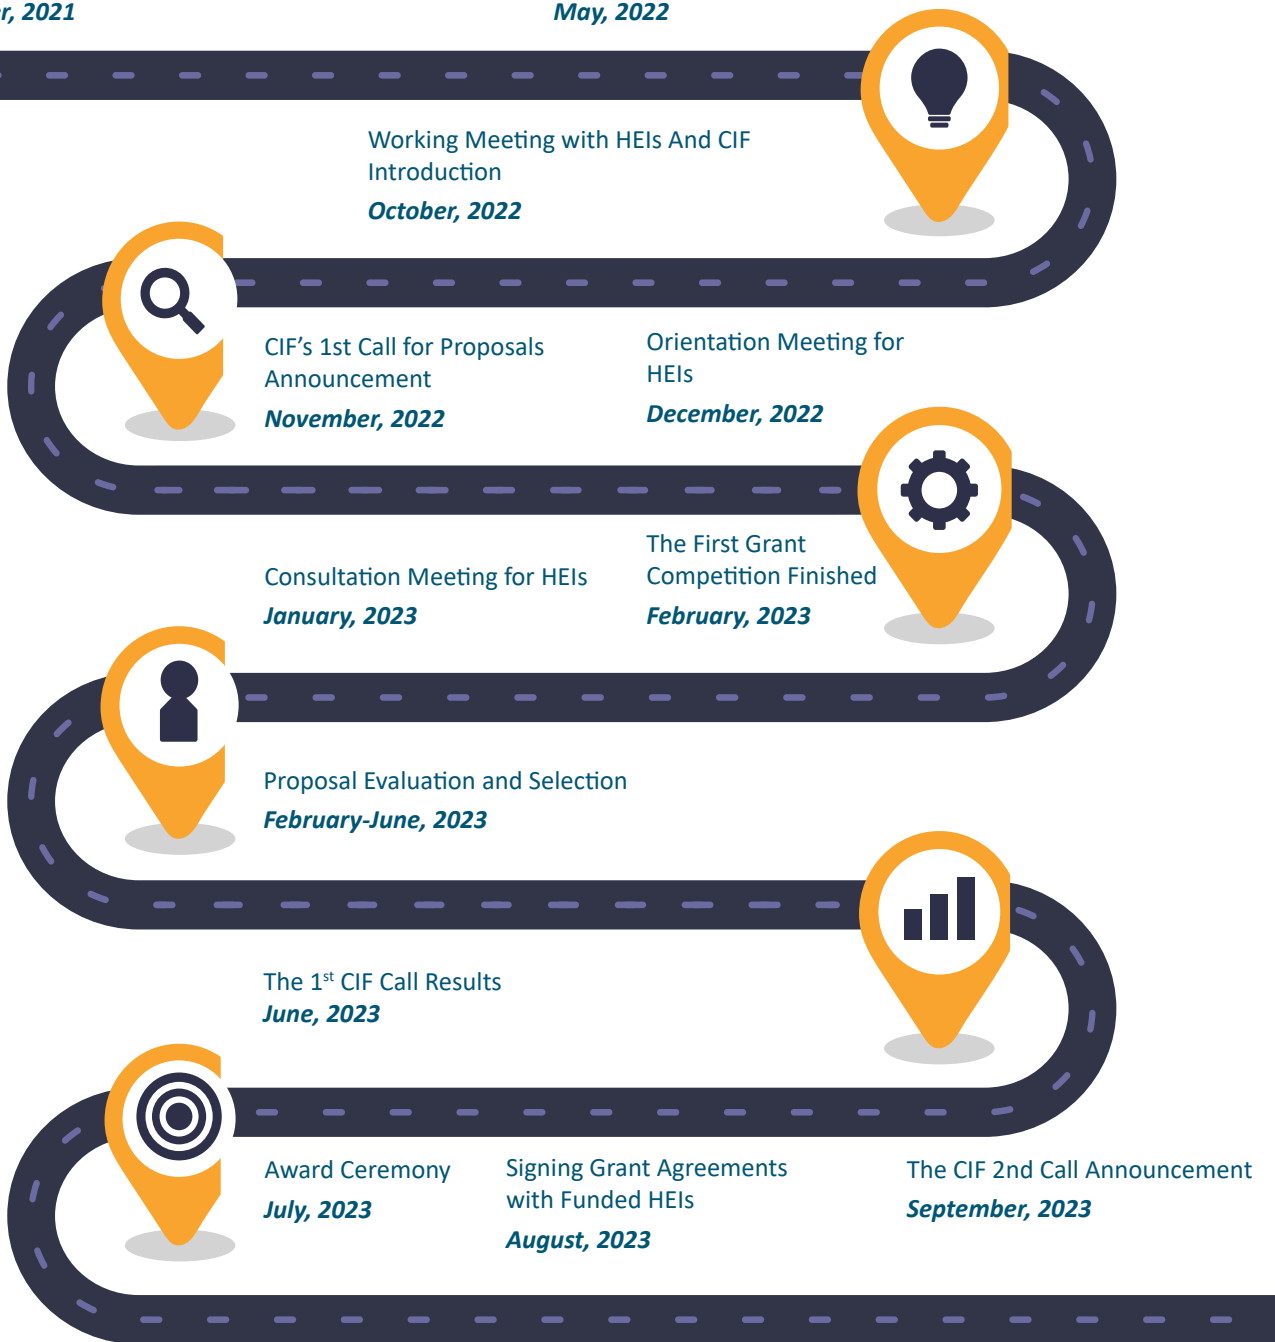 2021
May, 2022
Working Meeting with HEIs And CIF
Introduction
October, 2022
CIF’s 1st Call for Proposals
Announcement
November, 2022
Orientation Meeting for
HEIs
December, 2022
Consultation Meeting for HEIs
January, 2023
The First Grant
Competition Finished
February, 2023
Proposal Evaluation and Selection
February-June, 2023
The 1st CIF Call Results
June, 2023
Award Ceremony
July, 2023
Signing Grant Agreements
with Funded HEIs
August, 2023
The CIF 2nd Call Announcement
September, 2023